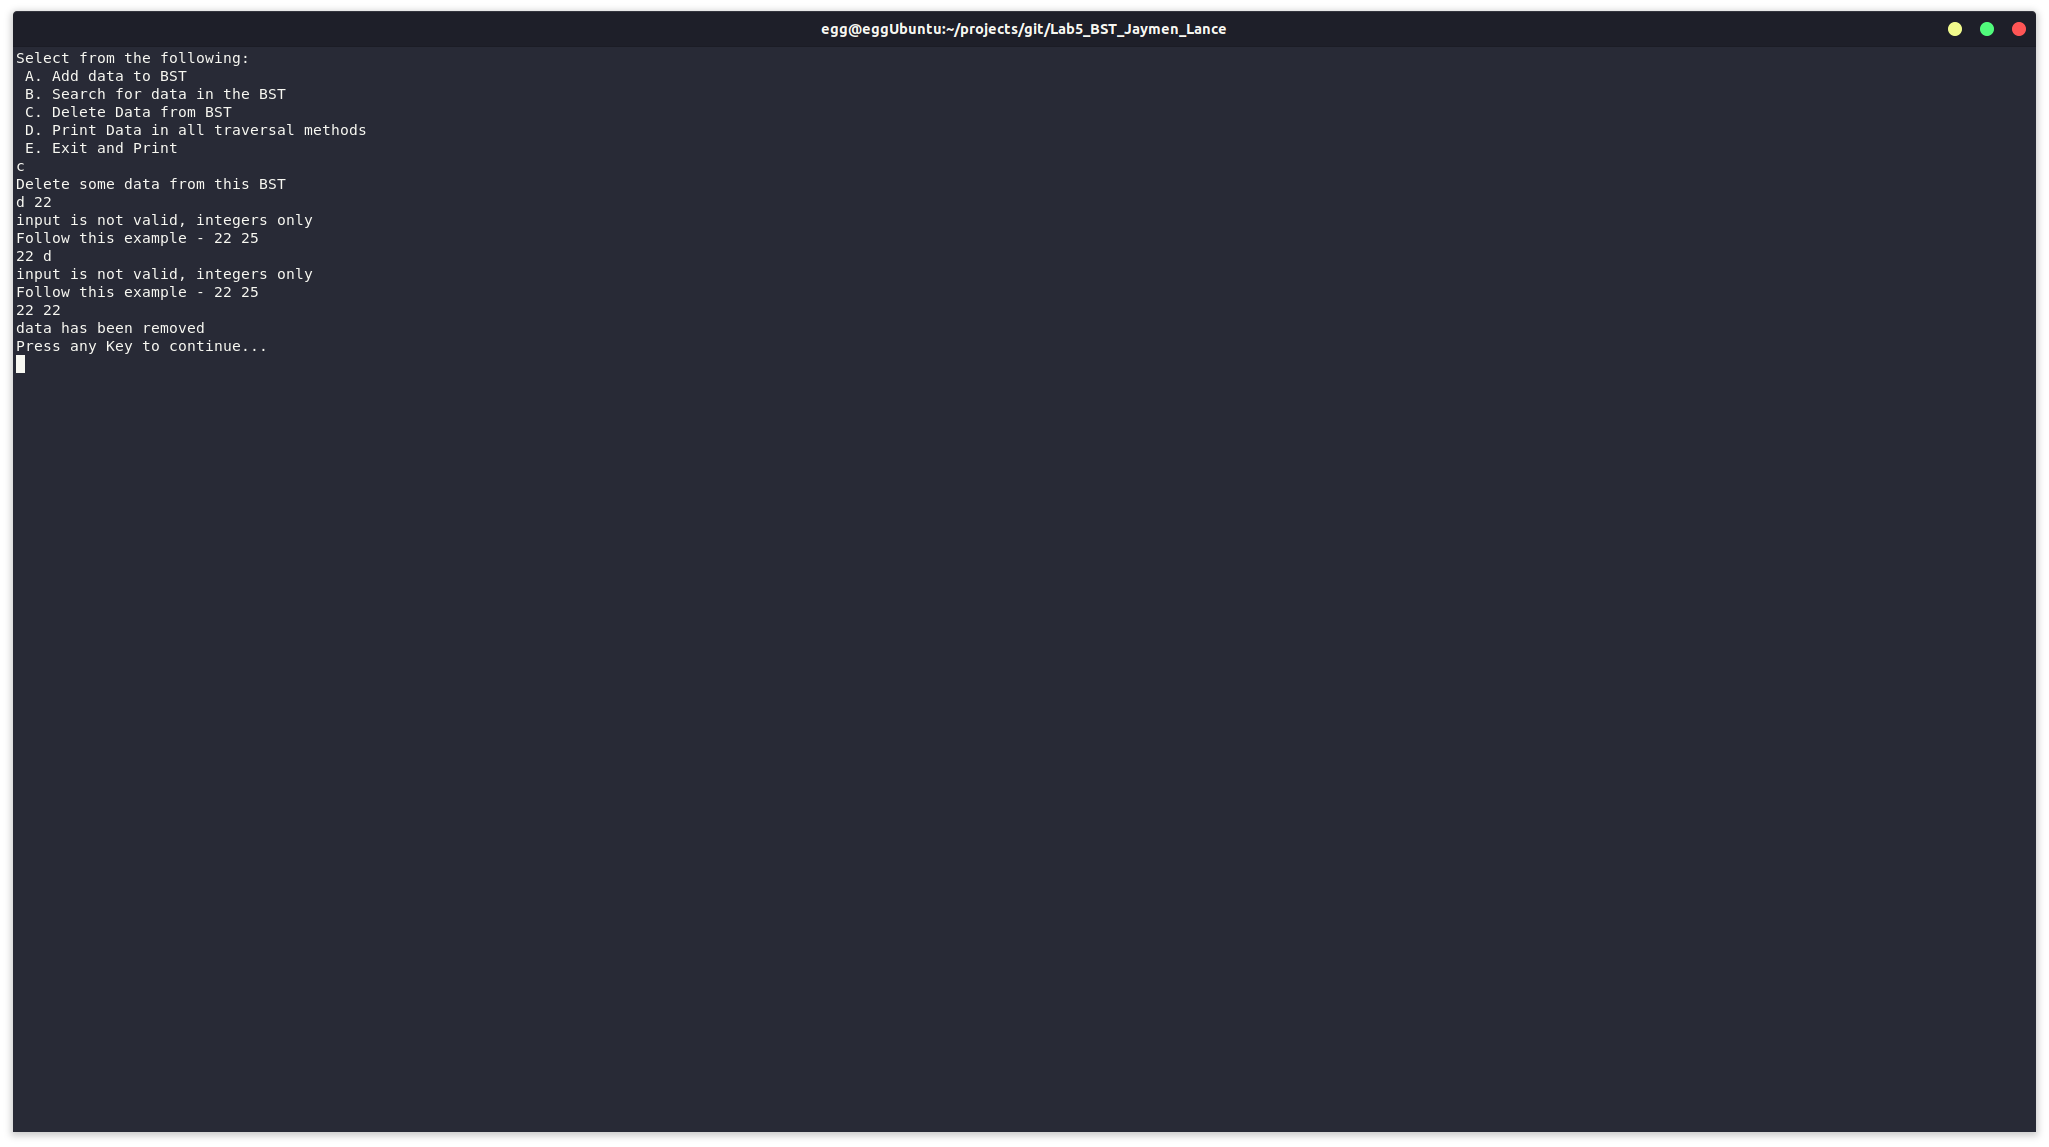 egg@eggUbuntu:~/projects/git/Lab5_BST_Jaymen_Lance
Select from the following:
 A. Add data to BST
 B. Search for data in the BST
 C. Delete Data from BST
 D. Print Data in all traversal methods
 E. Exit and Print
c
Delete some data from this BST
d 22
input is not valid, integers only
Follow this example - 22 25
22 d
input is not valid, integers only
Follow this example - 22 25
22 22
data has been removed
Press any Key to continue...